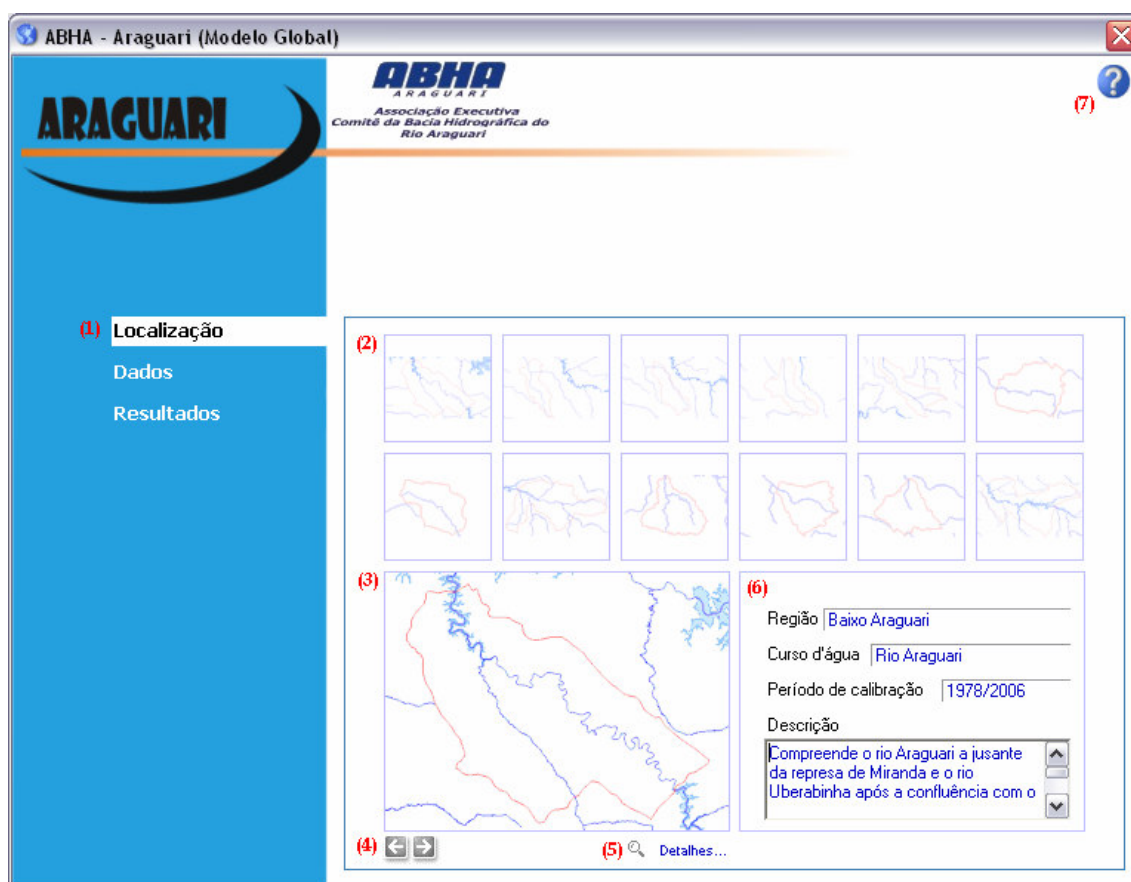 ABHA - Araguari (Modelo Global)
ARAGUARI
ABHA
ARAGUARI
Associação Executiva
Comitê da Bacia Hidrográfica do
Rio Araguari
?
(7)
(1) Localização
Dados
Resultados
(2)
(3)
(6)
Região Baixo Araguari
Curso d'água Rio Araguari
Período de calibração 1978/2006
Descrição
Compreende o rio Araguari a jusante
da represa de Miranda e o rio
Uberabinha após a confluência com o
(4)
(5) Detalhes...